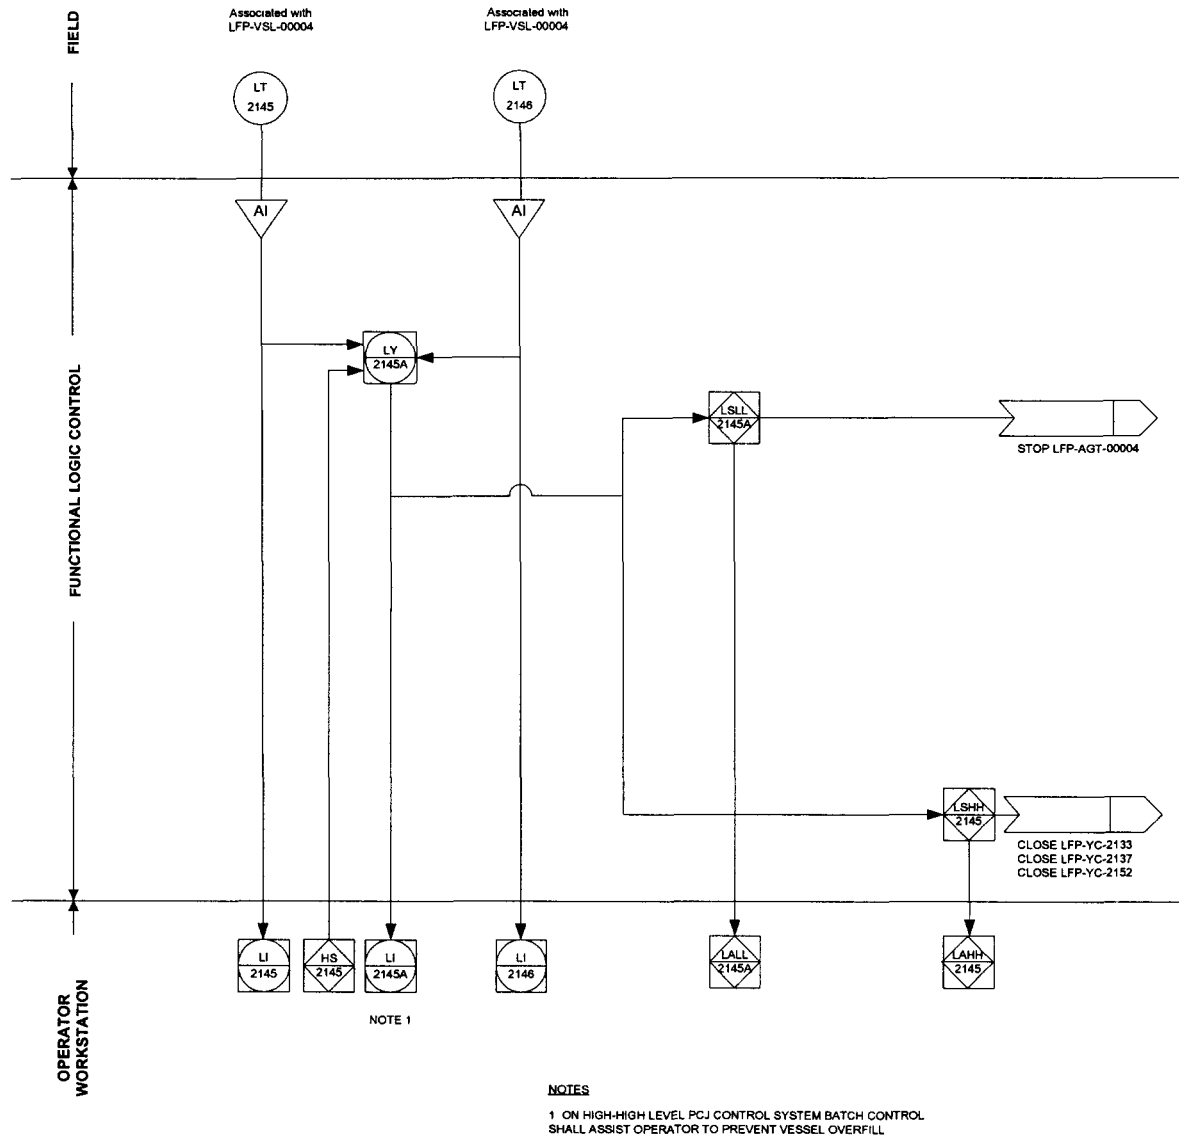 Associated with
LFP-VSL-00004
Associated with
LFP-VSL-00004
FIELD
LT
2145
LT
2146
AI
AI
FUNCTIONAL LOGIC CONTROL
LY
2145A
LSLL
2145A
STOP LFP-AGT-00004
LSHH
2145
CLOSE LFP-YC-2133
CLOSE LFP-YC-2137
CLOSE LFP-YC-2152
OPERATOR
WORKSTATION
LI
2145
HS
2145
LI
2145A
LI
2146
LALL
2145A
LAHH
2145
NOTE 1
NOTES
1 ON HIGH-HIGH LEVEL PCJ CONTROL SYSTEM BATCH CONTROL
SHALL ASSIST OPERATOR TO PREVENT VESSEL OVERFILL